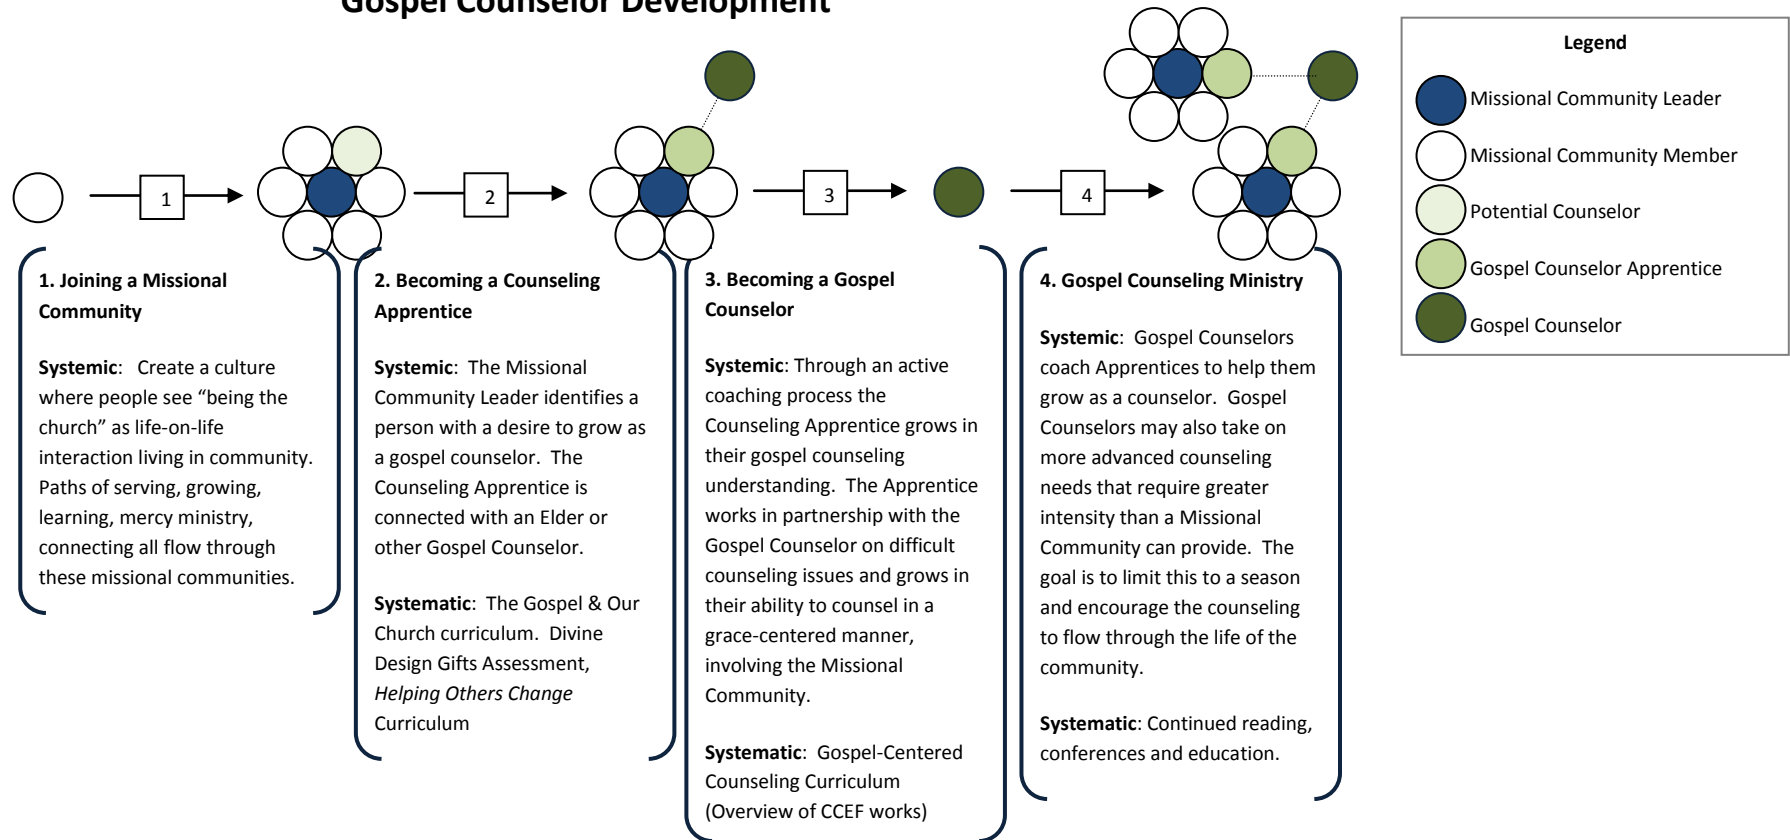 Gospel Counselor Development
1
2
3
4
Legend
Missional Community Leader
Missional Community Member
Potential Counselor
Gospel Counselor Apprentice
Gospel Counselor
1. Joining a Missional
Community
Systemic:   Create a culture
where people see “being the
church” as life-on-life
interaction living in community.
Paths of serving, growing,
learning, mercy ministry,
connecting all flow through
these missional communities.
2. Becoming a Counseling
Apprentice
Systemic:  The Missional
Community Leader identifies a
person with a desire to grow as
a gospel counselor.  The
Counseling Apprentice is
connected with an Elder or
other Gospel Counselor.
Systematic:  The Gospel & Our
Church curriculum.  Divine
Design Gifts Assessment,
Helping Others Change
Curriculum
3. Becoming a Gospel
Counselor
Systemic: Through an active
coaching process the
Counseling Apprentice grows in
their gospel counseling
understanding.  The Apprentice
works in partnership with the
Gospel Counselor on difficult
counseling issues and grows in
their ability to counsel in a
grace-centered manner,
involving the Missional
Community.
Systematic:  Gospel-Centered
Counseling Curriculum
(Overview of CCEF works)
4. Gospel Counseling Ministry
Systemic:  Gospel Counselors
coach Apprentices to help them
grow as a counselor.  Gospel
Counselors may also take on
more advanced counseling
needs that require greater
intensity than a Missional
Community can provide.  The
goal is to limit this to a season
and encourage the counseling
to flow through the life of the
community.
Systematic: Continued reading,
conferences and education.